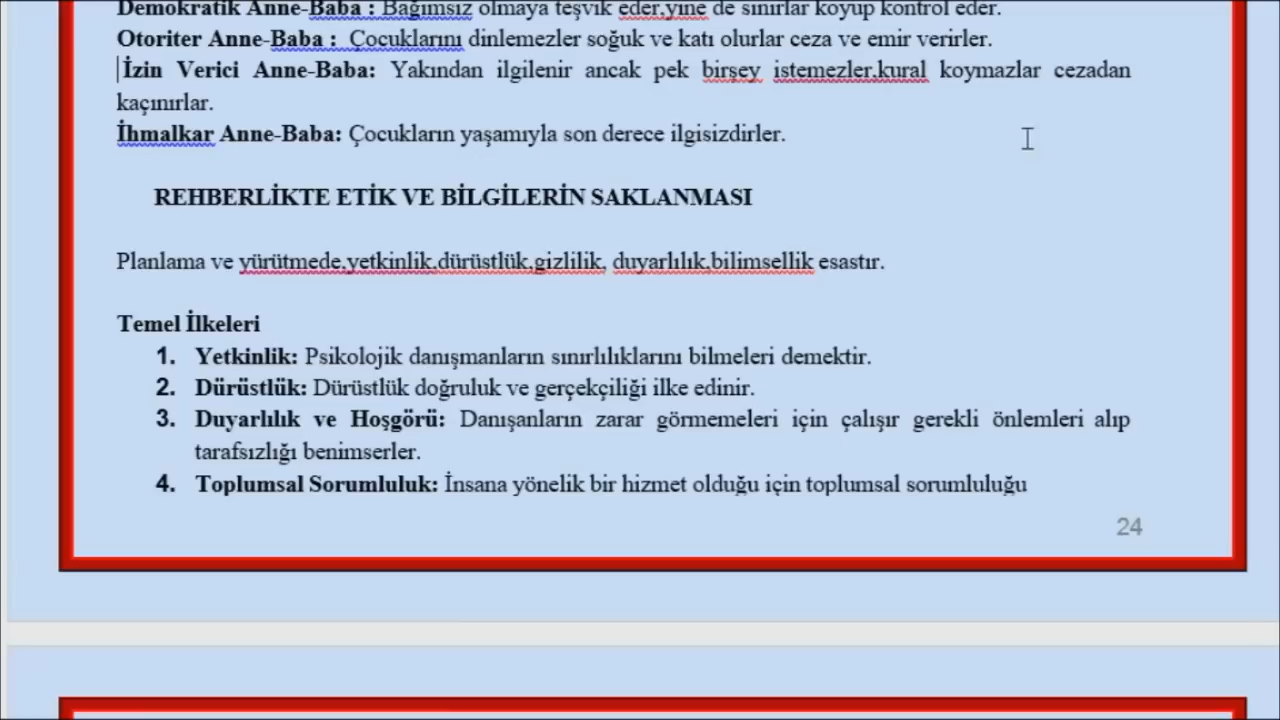 Demokratik Anne-Baba : Bağımsız olmaya teşvik eder,yine de sınırlar koyup kontrol eder.
Otoriter Anne-Baba : Çocuklarını dinlemezler soğuk ve katı olurlar ceza ve emir verirler.
İzin Verici Anne-Baba: Yakından ilgilenir ancak pek birşey istemezler,kural koymazlar cezadan
kaçınırlar.
İhmalkar Anne-Baba: Çocukların yaşamıyla son derece ilgisizdirler.
REHBERLİKTE ETİK VE BİLGİLERİN SAKLANMASI
Planlama ve yürütmede,yetkinlik,dürüstlük,gizlilik, duyarlılık,bilimsellik esastır.
Temel İlkeleri
1. Yetkinlik: Psikolojik danışmanların sınırlılıklarını bilmeleri demektir.
2. Dürüstlük: Dürüstlük doğruluk ve gerçekçiliği ilke edinir.
3. Duyarlılık ve Hoşgörü: Danışanların zarar görmemeleri için çalışır gerekli önlemleri alıp
tarafsızlığı benimserler.
4. Toplumsal Sorumluluk: İnsana yönelik bir hizmet olduğu için toplumsal sorumluluğu
24